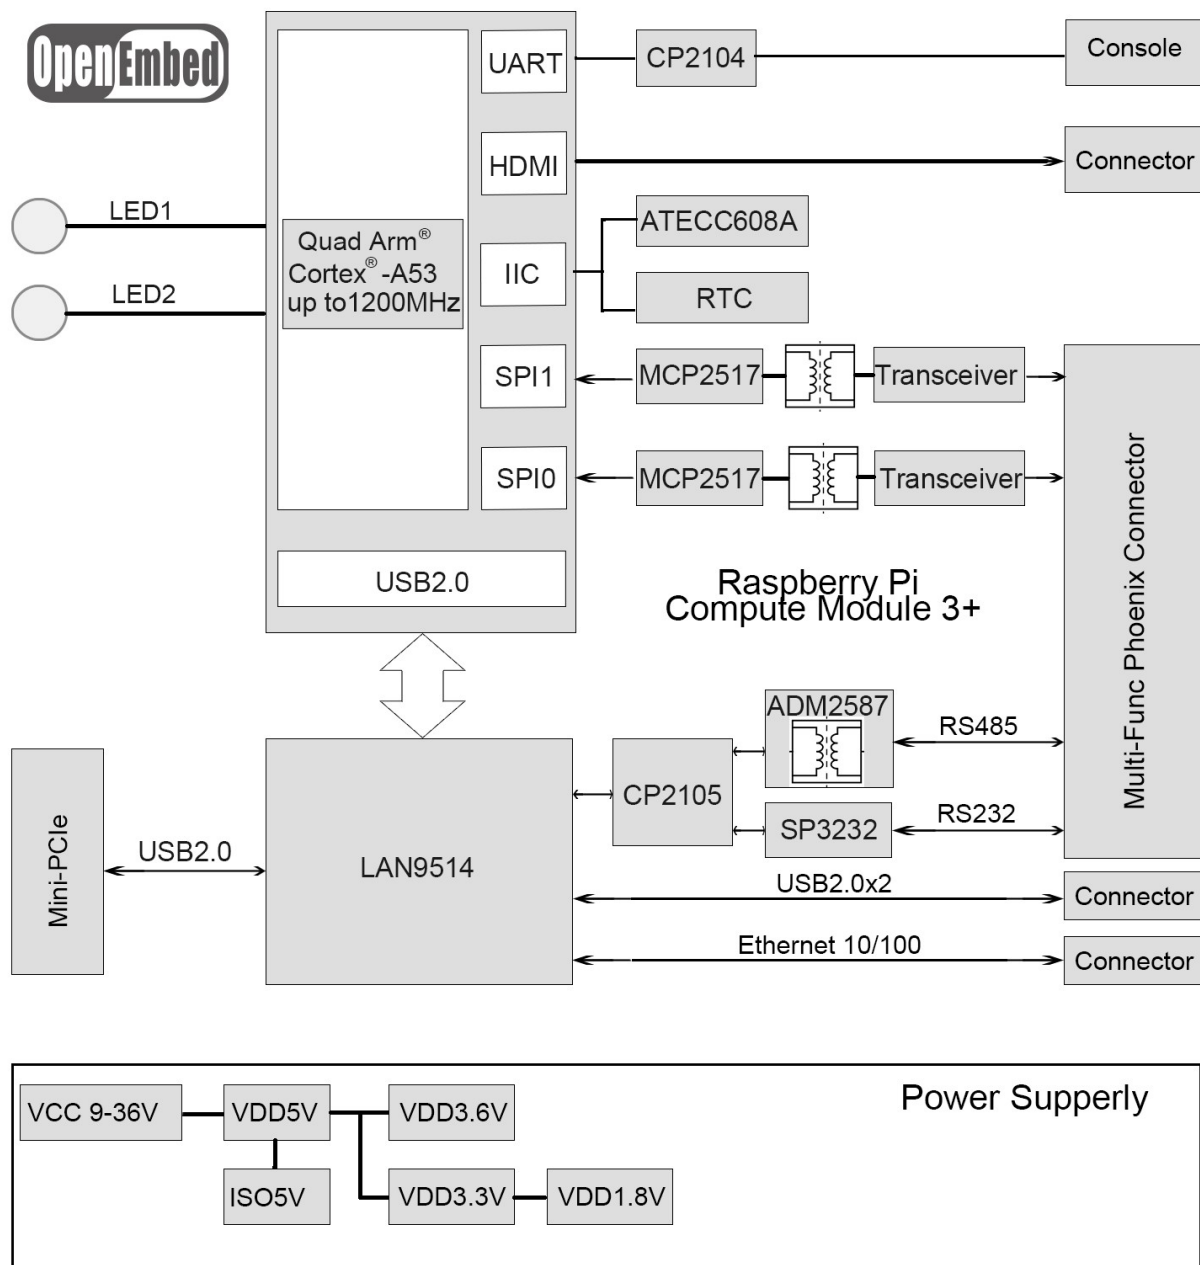 OpenEmbed
UART
CP2104
Console
HDMI
Connector
LED1
LED2
Quad Arm®
Cortex®-A53
up to1200MHz
IIC
ATECC608A
RTC
SPI1
MCP2517
Transceiver
SPI0
MCP2517
Transceiver
Multi-Func Phoenix Connector
USB2.0
Raspberry Pi
Compute Module 3+
ADM2587
RS485
CP2105
SP3232
RS232
Mini-PCIe
USB2.0
LAN9514
USB2.0x2
Connector
Ethernet 10/100
Connector
Power Supperly
VCC 9-36V
VDD5V
VDD3.6V
ISO5V
VDD3.3V
VDD1.8V